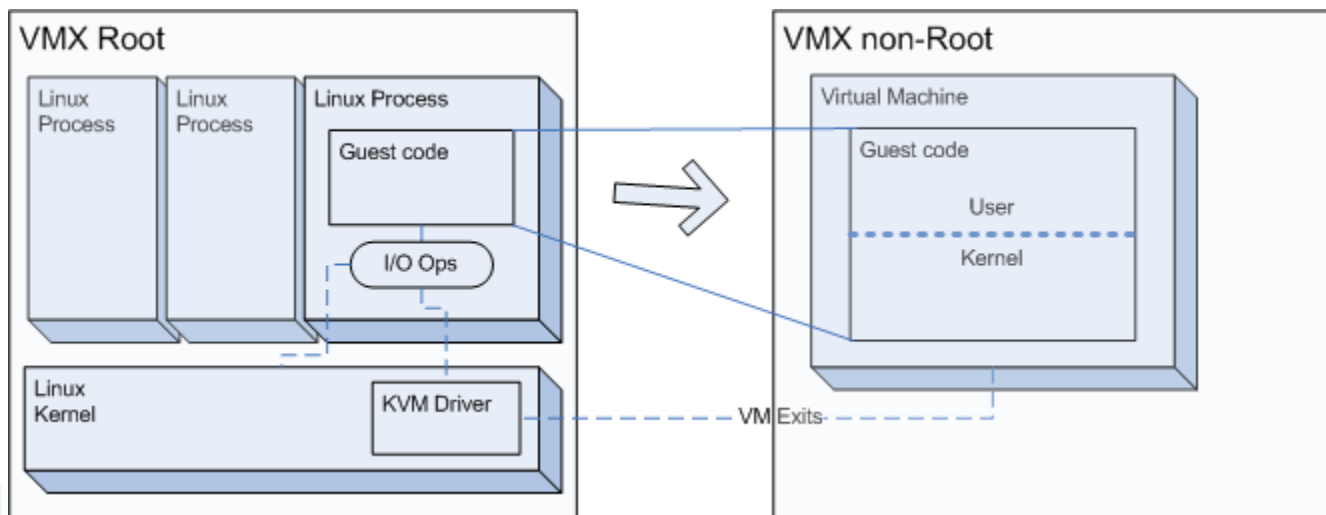 VMX Root
Linux
Process
Linux
Process
Linux Process
Guest code
I/O Ops
Linux
Kernel
KVM Driver
VM Exits
VMX non-Root
Virtual Machine
Guest code
User
Kernel